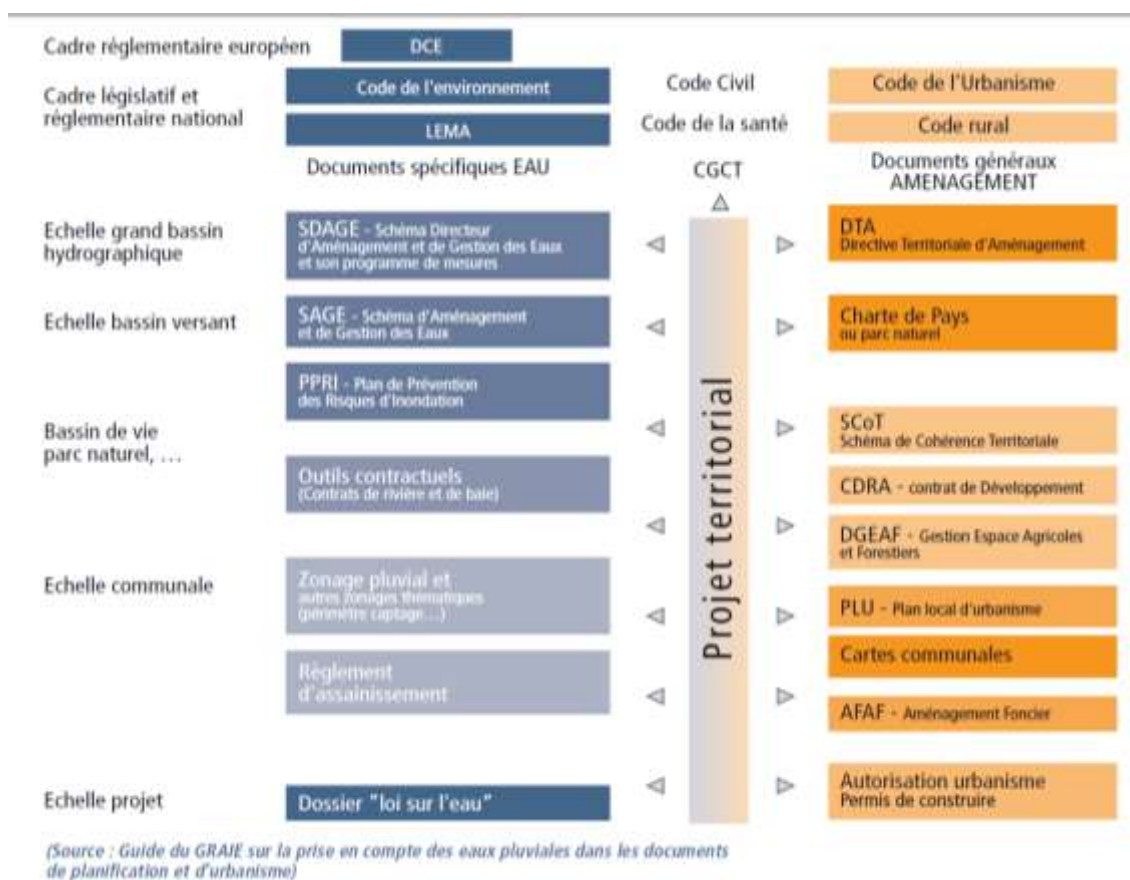 Cadre réglementaire européen
DCE
Cadre législatif et
réglementaire national
Code de l'environnement
Code Civil
Code de l'Urbanisme
LEMA
Code de la santé
Code rural
Documents spécifiques EAU
CGCT
Documents généraux
AMENAGEMENT
Echelle grand bassin
hydrographique
SDAGE - Schéma Directeur
d'Aménagement et de Gestion des Eaux
et son programme de mesures
DTA
Directive Territoriale d'Aménagement
Echelle bassin versant
SAGE - Schéma d'Aménagement
et de Gestion des Eaux
Charte de Pays
ou parc naturel
PPRI - Plan de Prévention
des Risques d'Inondation
Bassin de vie
parc naturel, ...
SCoT
Schéma de Cohérence Territoriale
Outils contractuels
(Contrats de rivière et de baie)
CDRA - contrat de Développement
DGEAF - Gestion Espace Agricoles
et Forestiers
Projet territorial
Echelle communale
Zonage pluvial et
autres zonages thématiques
(périmètre captage...)
PLU - Plan local d'urbanisme
Cartes communales
Règlement
d'assainissement
AFAF - Aménagement Foncier
Echelle projet
Dossier "loi sur l'eau"
Autorisation urbanisme
Permis de construire
(Source : Guide du GRAIE sur la prise en compte des eaux pluviales dans les documents
de planification et d'urbanisme)